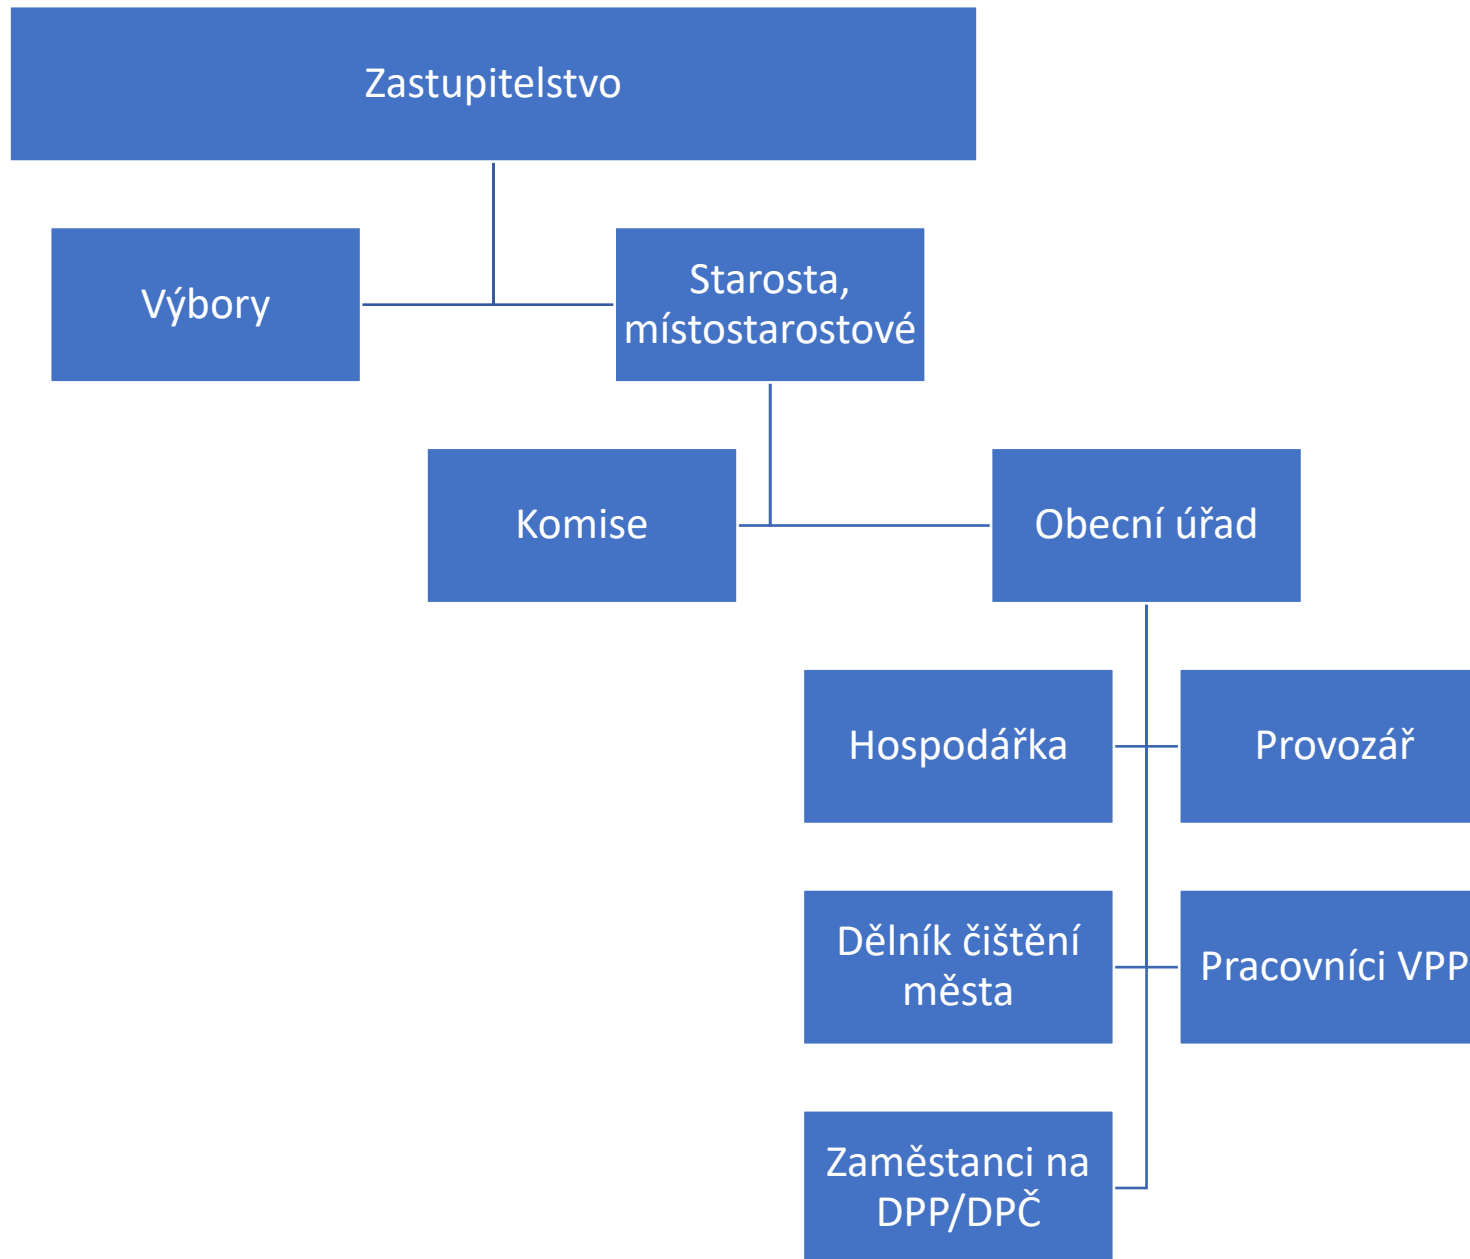 Zastupitelstvo
Výbory
Starosta,
místostarostové
Komise
Obecní úřad
Hospodářka
Provozář
Dělník čištění
města
Pracovníci VPP
Zaměstanci na
DPP/DPČ